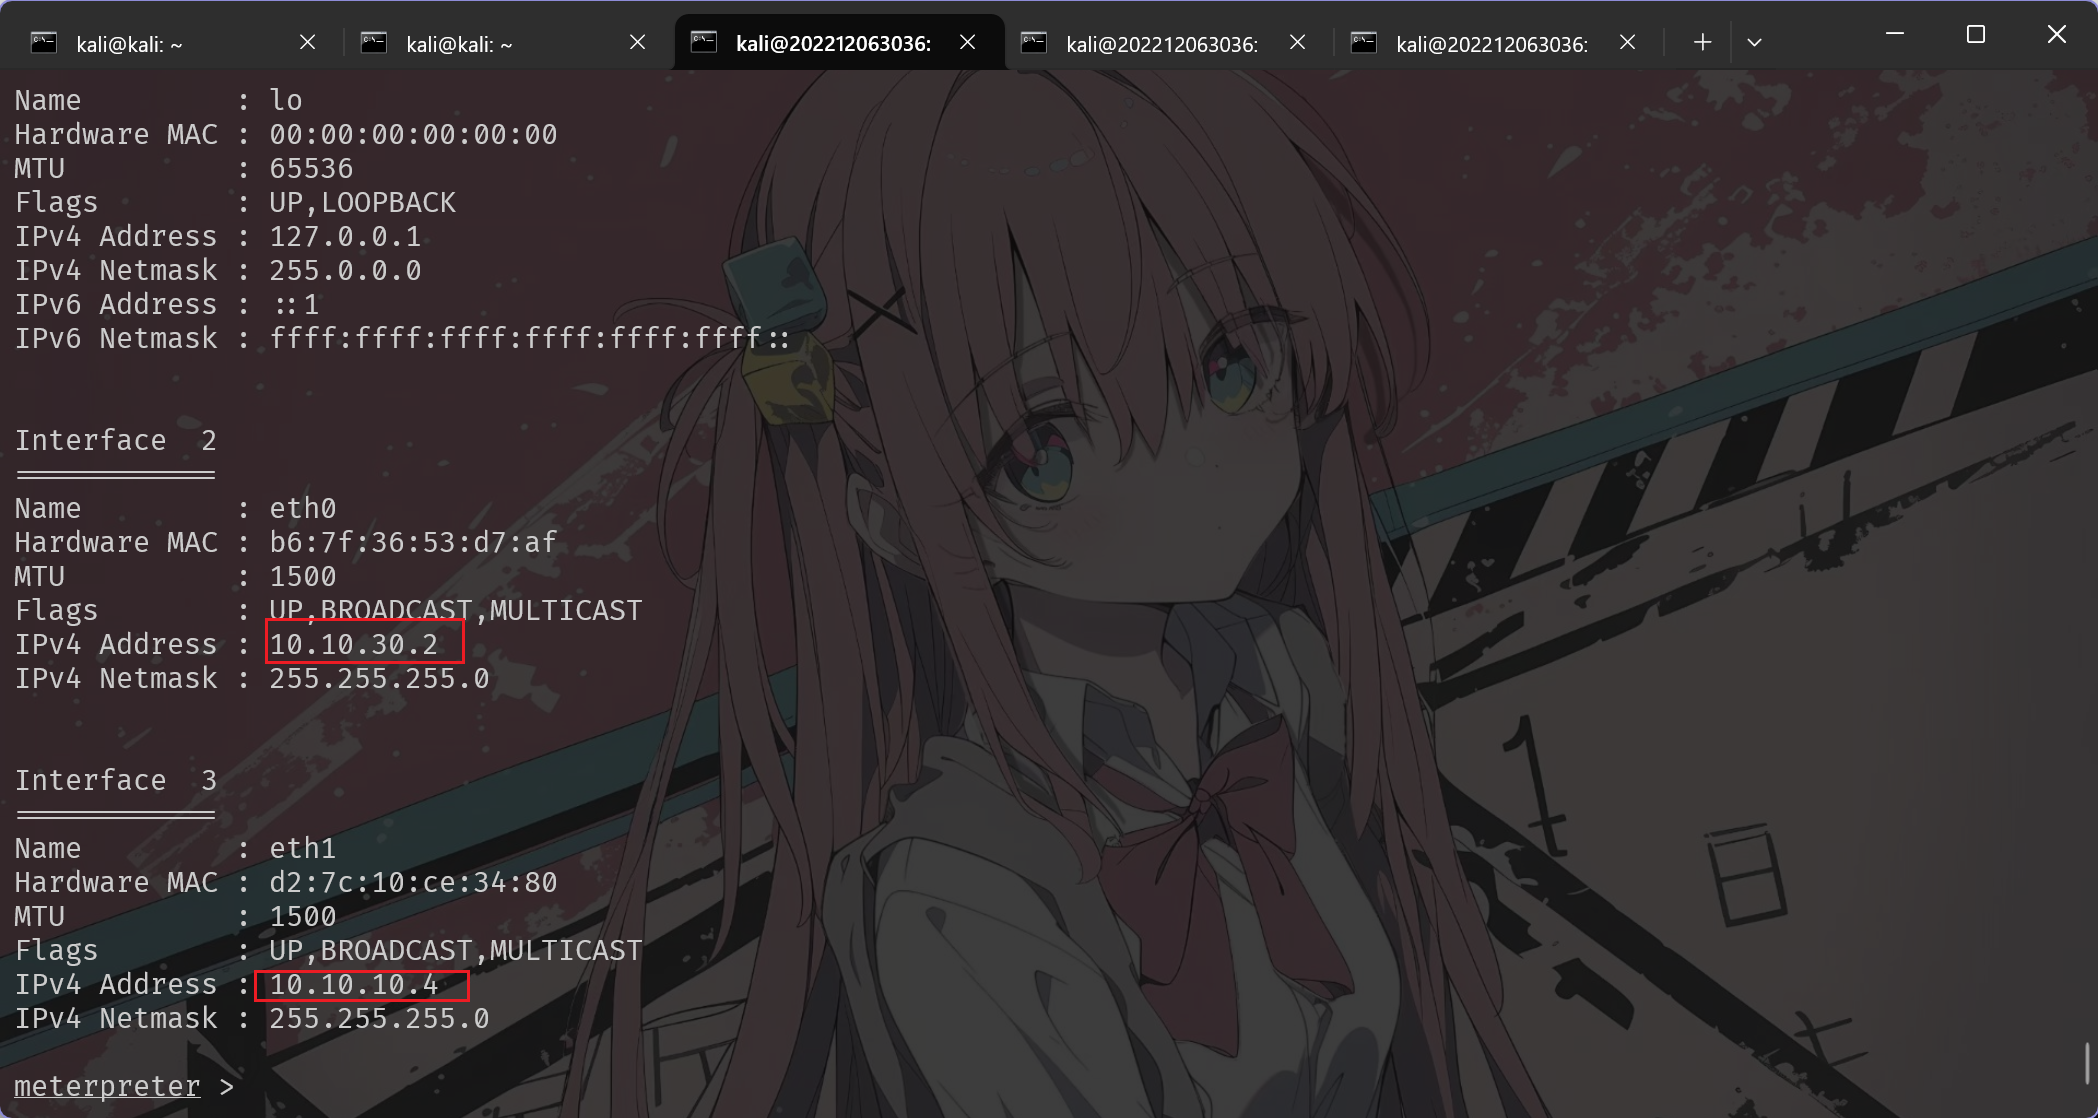 kali@kali: ~
kali@kali: ~
kali@202212063036:
kali@202212063036:
kali@202212063036:
Name         : lo
Hardware MAC : 00:00:00:00:00:00
MTU          : 65536
Flags        : UP,LOOPBACK
IPv4 Address : 127.0.0.1
IPv4 Netmask : 255.0.0.0
IPv6 Address : ::1
IPv6 Netmask : ffff:ffff:ffff:ffff:ffff:ffff::
Interface  2
============
Name         : eth0
Hardware MAC : b6:7f:36:53:d7:af
MTU          : 1500
Flags        : UP,BROADCAST,MULTICAST
IPv4 Address : 10.10.30.2
IPv4 Netmask : 255.255.255.0
Interface  3
============
Name         : eth1
Hardware MAC : d2:7c:10:ce:34:80
MTU          : 1500
Flags        : UP,BROADCAST,MULTICAST
IPv4 Address : 10.10.10.4
IPv4 Netmask : 255.255.255.0
meterpreter >